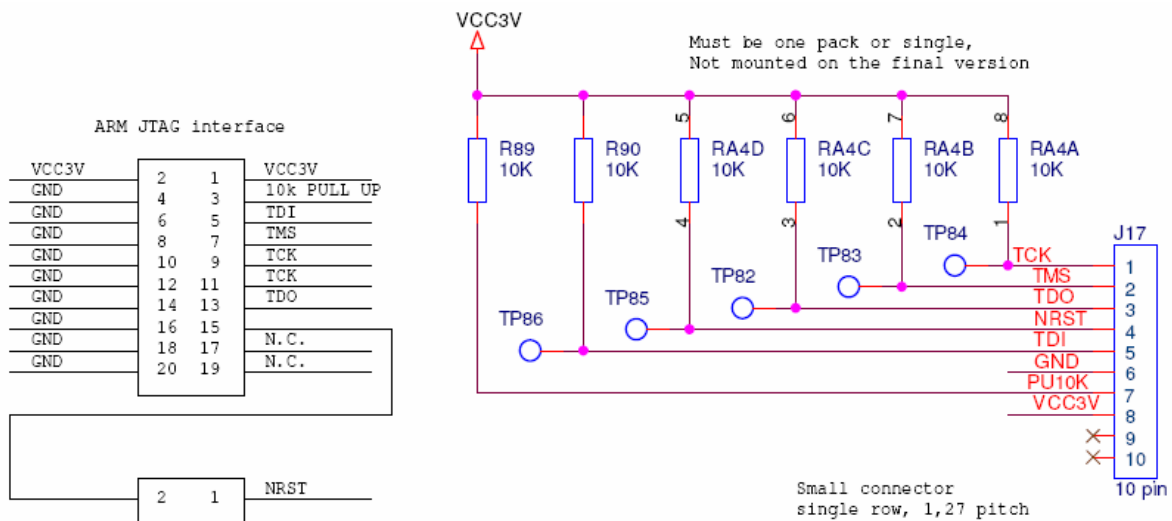 VCC3V
Must be one pack or single,
Not mounted on the final version
ARM JTAG interface
VCC3V 2 1 VCC3V
GND 4 3 10k PULL UP
GND 6 5 TDI
GND 8 7 TMS
GND 10 9 TCK
GND 12 11 TCK
GND 14 13 TDO
GND 16 15
GND 18 17 N.C.
GND 20 19 N.C.
2 1 NRST
5 6 7 8
R89 R90 RA4D RA4C RA4B RA4A
10K 10K 10K 10K 10K 10K
4 3 2 1
J17
TP84 TCK 1
TP83 TMS 2
TP82 TDO 3
TP85 NRST 4
TP86 TDI 5
GND 6
PU10K 7
VCC3V 8
9
10
10 pin
Small connector
single row, 1,27 pitch